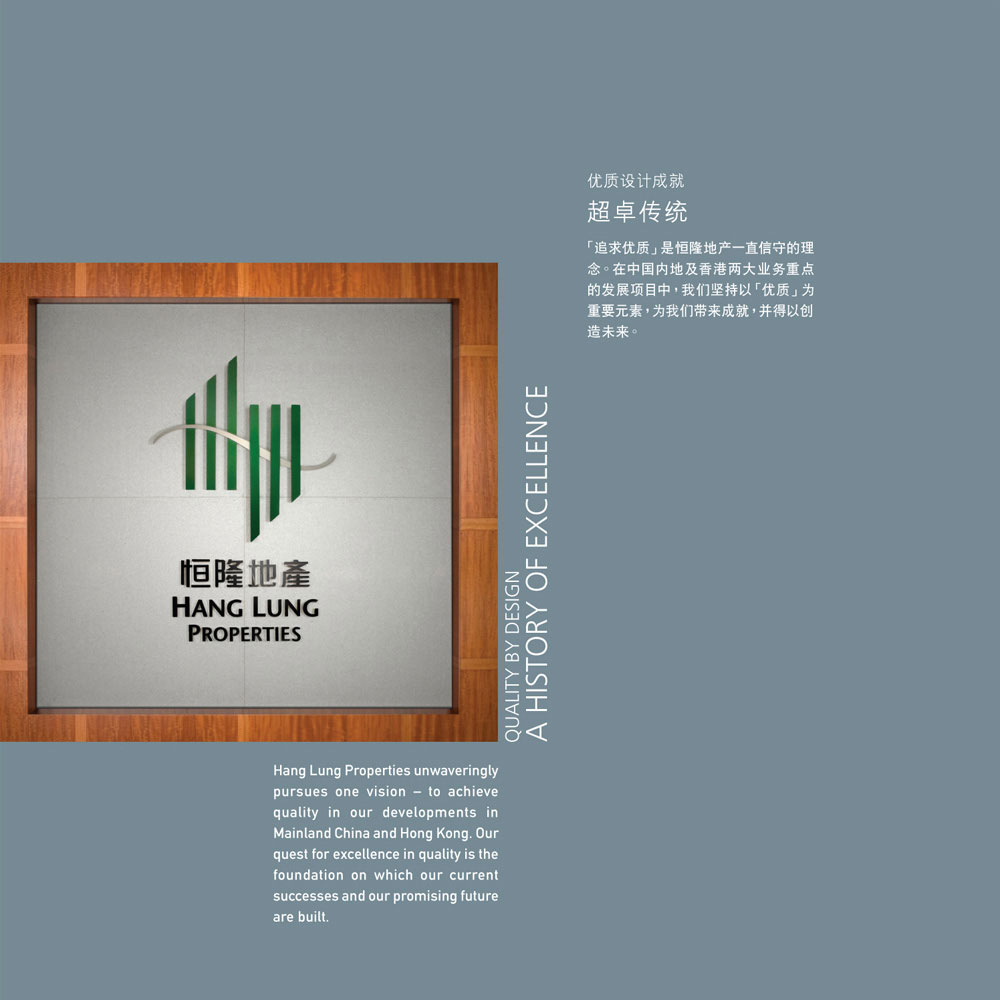 优质设计成就
超卓传统
「追求优质」是恒隆地产一直信守的理
念。在中国内地及香港两大业务重点
的发展项目中，我们坚持以「优质」为
重要元素，为我们带来成就，并得以创
造未来。
恒隆地產
HANG LUNG
PROPERTIES
QUALITY BY DESIGN
A HISTORY OF EXCELLENCE
Hang Lung Properties unwaveringly
pursues one vision – to achieve
quality in our developments in
Mainland China and Hong Kong. Our
quest for excellence in quality is the
foundation on which our current
successes and our promising future
are built.